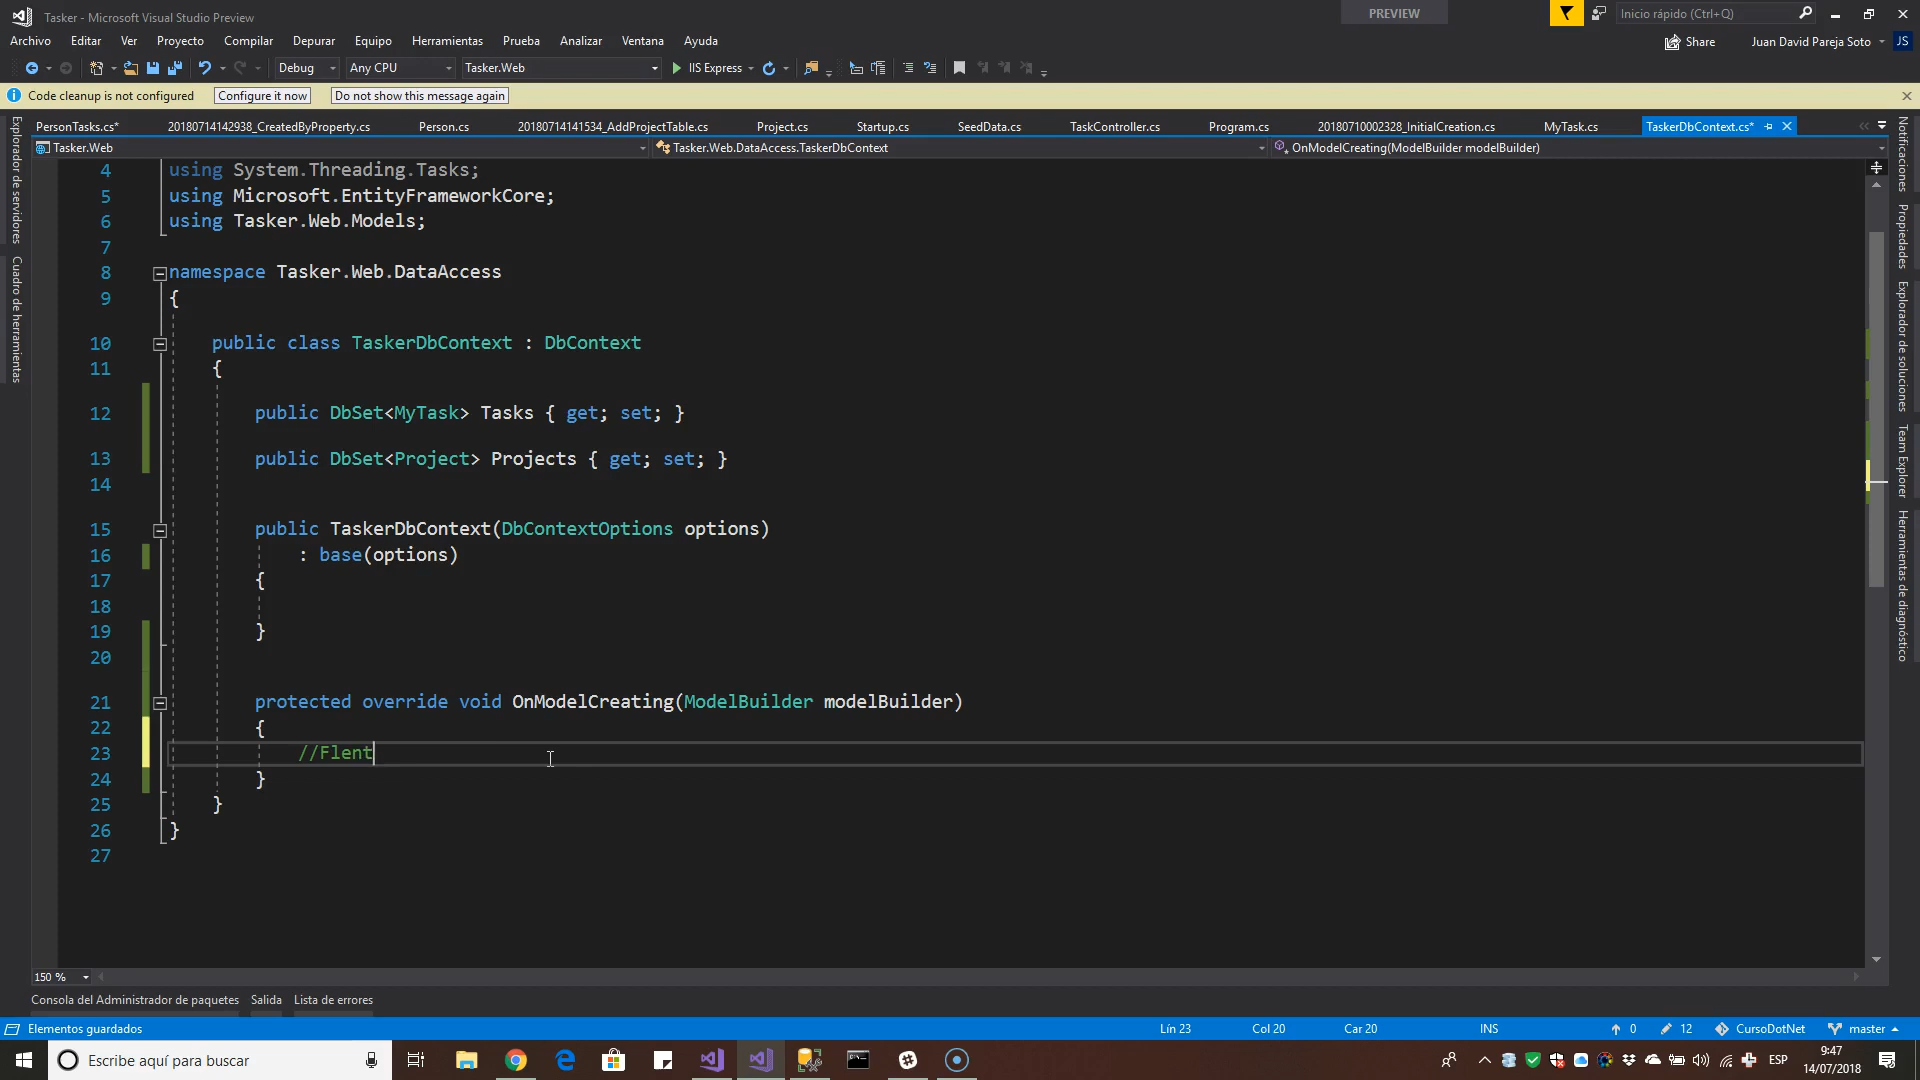 Tasker - Microsoft Visual Studio Preview
PREVIEW
Inicio rápido (Ctrl+Q)
Archivo Editar Ver Proyecto Compilar Depurar Equipo Herramientas Prueba Analizar Ventana Ayuda
Share Juan David Pareja Soto JS
Debug Any CPU Tasker.Web IIS Express
Code cleanup is not configured Configure it now Do not show this message again
PersonTasks.cs* 20180714142938_CreatedByProperty.cs Person.cs 20180714141534_AddProjectTable.cs Project.cs Startup.cs SeedData.cs TaskController.cs Program.cs 20180710002328_InitialCreation.cs MyTask.cs TaskerDbContext.cs*
Tasker.Web Tasker.Web.DataAccess.TaskerDbContext OnModelCreating(ModelBuilder modelBuilder)
Explorador de servidores
Cuadro de herramientas
4 using System.Threading.Tasks;
5 using Microsoft.EntityFrameworkCore;
6 using Tasker.Web.Models;
7
8 namespace Tasker.Web.DataAccess
9 {
10 public class TaskerDbContext : DbContext
11 {
12 public DbSet<MyTask> Tasks { get; set; }
13 public DbSet<Project> Projects { get; set; }
14
15 public TaskerDbContext(DbContextOptions options)
16 : base(options)
17 {
18
19 }
20
21 protected override void OnModelCreating(ModelBuilder modelBuilder)
22 {
23 //Flent
24 }
25 }
26 }
27
Notificaciones
Propiedades
Explorador de soluciones
Team Explorer
Herramientas de diagnóstico
150 %
Consola del Administrador de paquetes Salida Lista de errores
Elementos guardados Lín 23 Col 20 Car 20 INS 0 12 CursoDotNet master
Escribe aquí para buscar
ESP
9:47
14/07/2018